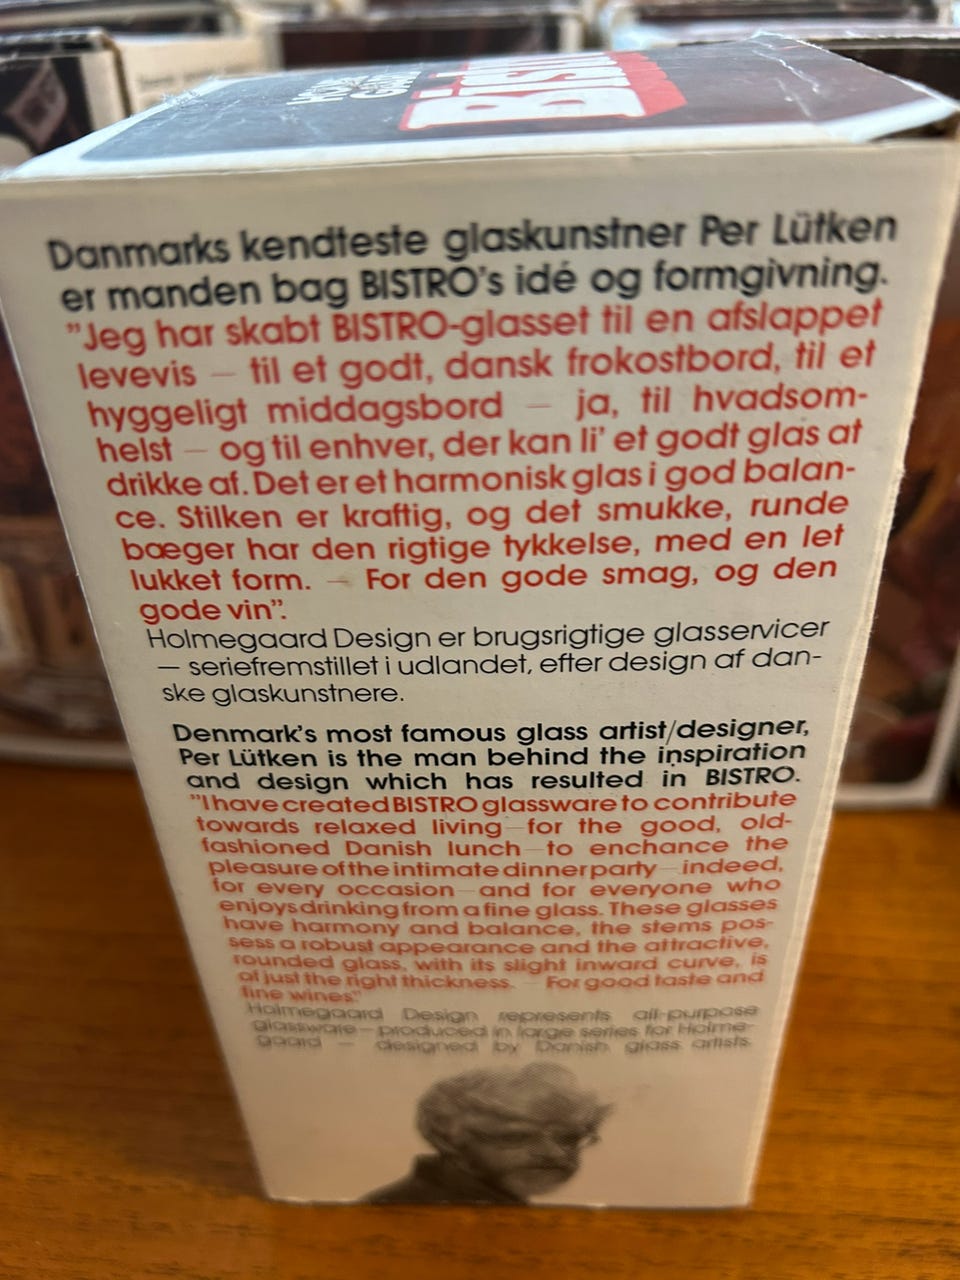 Bistro
Danmarks kendteste glaskunstner Per Lütken
er manden bag BISTRO's idé og formgivning.
"Jeg har skabt BISTRO-glasset til en afslappet
levevis — til et godt, dansk frokostbord, til et
hyggeligt middagsbord — ja, til hvadsom-
helst — og til enhver, der kan li' et godt glas at
drikke af. Det er et harmonisk glas i god balan-
ce. Stilken er kraftig, og det smukke, runde
bæger har den rigtige tykkelse, med en let
lukket form. — For den gode smag, og den
gode vin".
Holmegaard Design er brugsrigtige glasservicer
— seriefremstillet i udlandet, efter design af dan-
ske glaskunstnere.
Denmark's most famous glass artist/designer,
Per Lütken is the man behind the inspiration
and design which has resulted in BISTRO.
"I have created BISTRO glassware to contribute
towards relaxed living — for the good, old-
fashioned Danish lunch — to enchance the
pleasure of the intimate dinner party — indeed,
for every occasion — and for everyone who
enjoys drinking from a fine glass. These glasses
have harmony and balance, the stems pos-
sess a robust appearance and the attractive,
rounded glass, with its slight inward curve, is
of just the right thickness. — For good taste and
fine wines".
Holmegaard Design represents all-purpose
glassware — produced in large series for Holme-
gaard — designed by Danish glass artists.